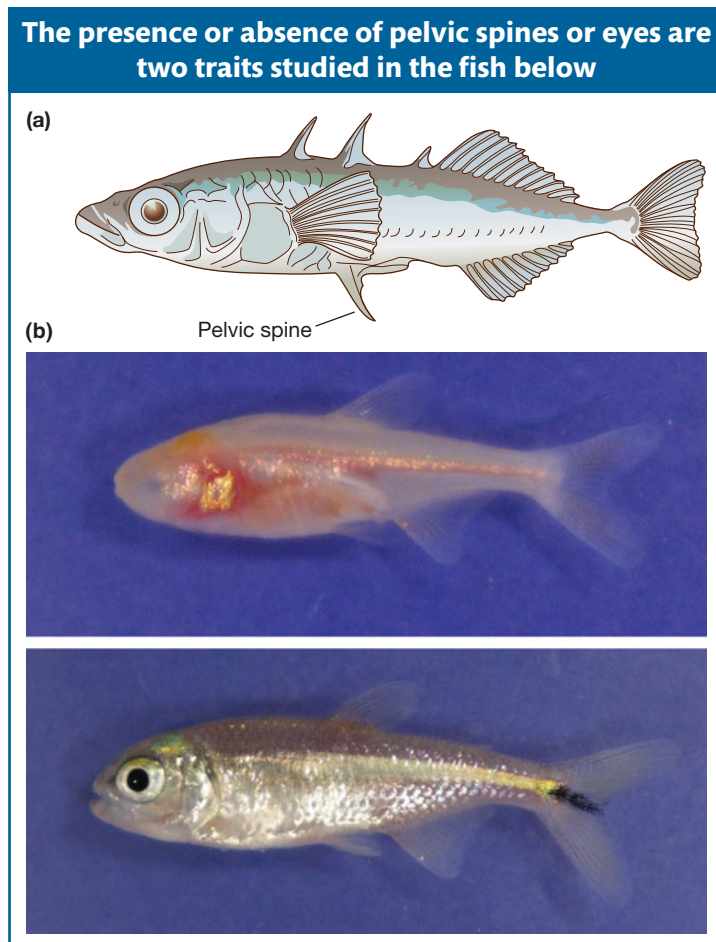 The presence or absence of pelvic spines or eyes are
two traits studied in the fish below
(a)
Pelvic spine
(b)